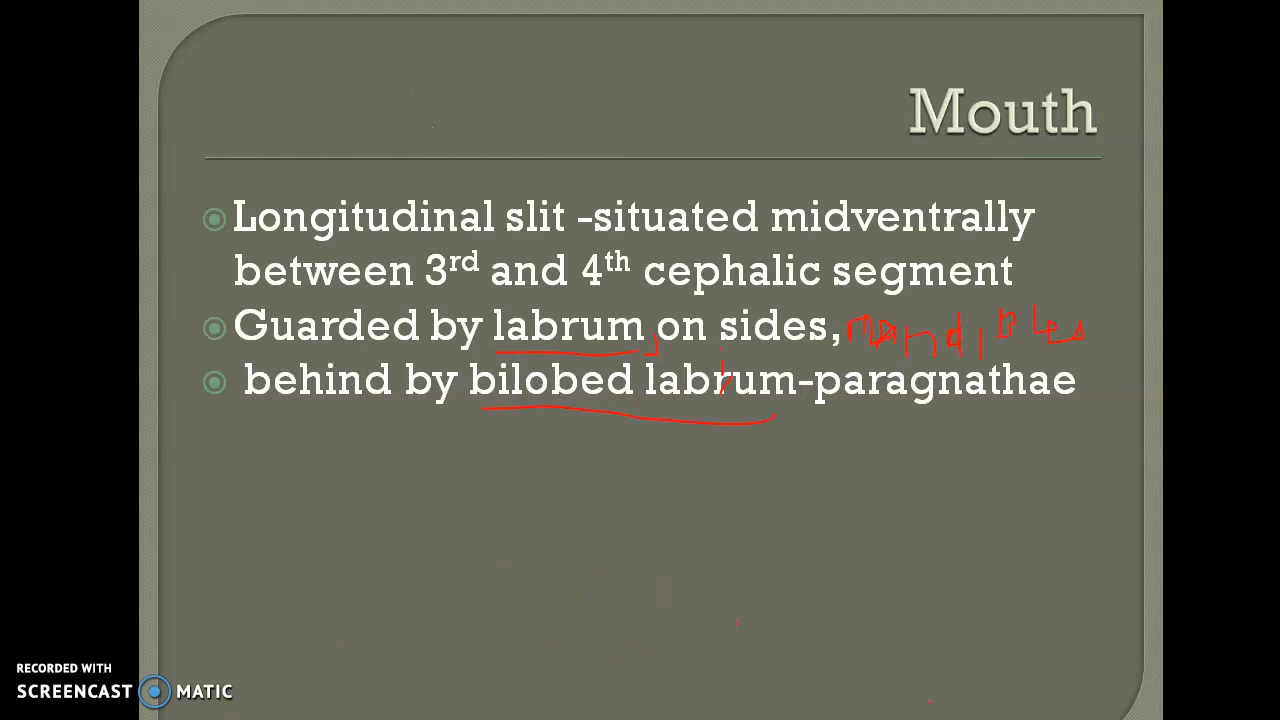 Mouth
Longitudinal slit -situated midventrally
between 3rd and 4th cephalic segment
Guarded by labrum, on sides, mandibles
behind by bilobed labrum-paragnathae
RECORDED WITH
SCREENCAST MATIC